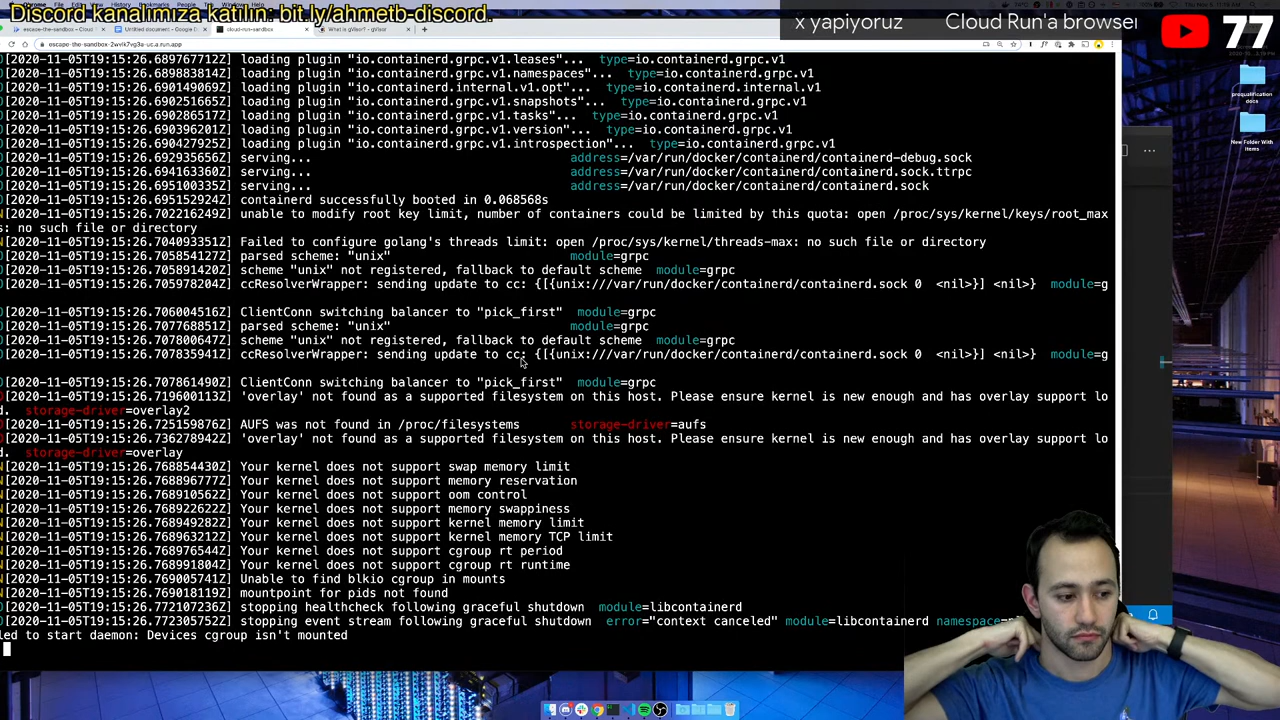 Discord kanalımıza katilin: bit.ly/ahmetb-discord.
x yapiyoruz Cloud Run'a browser
77
cloud-run-sandbox
What is gVisor? - gVisor
escape-the-sandbox-2wvlk7vg3a-uc.a.run.app
prequalification docs
New Folder With Items
[2020-11-05T19:15:26.689767712Z] loading plugin "io.containerd.grpc.v1.leases"... type=io.containerd.grpc.v1
[2020-11-05T19:15:26.689883814Z] loading plugin "io.containerd.grpc.v1.namespaces"... type=io.containerd.grpc.v1
[2020-11-05T19:15:26.690149069Z] loading plugin "io.containerd.internal.v1.opt"... type=io.containerd.internal.v1
[2020-11-05T19:15:26.690251665Z] loading plugin "io.containerd.grpc.v1.snapshots"... type=io.containerd.grpc.v1
[2020-11-05T19:15:26.690286517Z] loading plugin "io.containerd.grpc.v1.tasks"... type=io.containerd.grpc.v1
[2020-11-05T19:15:26.690396201Z] loading plugin "io.containerd.grpc.v1.version"... type=io.containerd.grpc.v1
[2020-11-05T19:15:26.690427925Z] loading plugin "io.containerd.grpc.v1.introspection"... type=io.containerd.grpc.v1
[2020-11-05T19:15:26.692935656Z] serving... address=/var/run/docker/containerd/containerd-debug.sock
[2020-11-05T19:15:26.694163360Z] serving... address=/var/run/docker/containerd/containerd.sock.ttrpc
[2020-11-05T19:15:26.695100335Z] serving... address=/var/run/docker/containerd/containerd.sock
[2020-11-05T19:15:26.695152924Z] containerd successfully booted in 0.068568s
[2020-11-05T19:15:26.702216249Z] unable to modify root key limit, number of containers could be limited by this quota: open /proc/sys/kernel/keys/root_max
s: no such file or directory
[2020-11-05T19:15:26.704093351Z] Failed to configure golang's threads limit: open /proc/sys/kernel/threads-max: no such file or directory
[2020-11-05T19:15:26.705854127Z] parsed scheme: "unix" module=grpc
[2020-11-05T19:15:26.705891420Z] scheme "unix" not registered, fallback to default scheme module=grpc
[2020-11-05T19:15:26.705978204Z] ccResolverWrapper: sending update to cc: {[{unix:///var/run/docker/containerd/containerd.sock 0 <nil>}] <nil>} module=g
[2020-11-05T19:15:26.706004516Z] ClientConn switching balancer to "pick_first" module=grpc
[2020-11-05T19:15:26.707768851Z] parsed scheme: "unix" module=grpc
[2020-11-05T19:15:26.707800647Z] scheme "unix" not registered, fallback to default scheme module=grpc
[2020-11-05T19:15:26.707835941Z] ccResolverWrapper: sending update to cc: {[{unix:///var/run/docker/containerd/containerd.sock 0 <nil>}] <nil>} module=g
[2020-11-05T19:15:26.707861490Z] ClientConn switching balancer to "pick_first" module=grpc
[2020-11-05T19:15:26.719600113Z] 'overlay' not found as a supported filesystem on this host. Please ensure kernel is new enough and has overlay support lo
d. storage-driver=overlay2
[2020-11-05T19:15:26.725159876Z] AUFS was not found in /proc/filesystems storage-driver=aufs
[2020-11-05T19:15:26.736278942Z] 'overlay' not found as a supported filesystem on this host. Please ensure kernel is new enough and has overlay support lo
d. storage-driver=overlay
[2020-11-05T19:15:26.768854430Z] Your kernel does not support swap memory limit
[2020-11-05T19:15:26.768896777Z] Your kernel does not support memory reservation
[2020-11-05T19:15:26.768910562Z] Your kernel does not support oom control
[2020-11-05T19:15:26.768922622Z] Your kernel does not support memory swappiness
[2020-11-05T19:15:26.768949282Z] Your kernel does not support kernel memory limit
[2020-11-05T19:15:26.768963212Z] Your kernel does not support kernel memory TCP limit
[2020-11-05T19:15:26.768976544Z] Your kernel does not support cgroup rt period
[2020-11-05T19:15:26.768991804Z] Your kernel does not support cgroup rt runtime
[2020-11-05T19:15:26.769005741Z] Unable to find blkio cgroup in mounts
[2020-11-05T19:15:26.769018119Z] mountpoint for pids not found
[2020-11-05T19:15:26.772107236Z] stopping healthcheck following graceful shutdown module=libcontainerd
[2020-11-05T19:15:26.772305752Z] stopping event stream following graceful shutdown error="context canceled" module=libcontainerd
led to start daemon: Devices cgroup isn't mounted